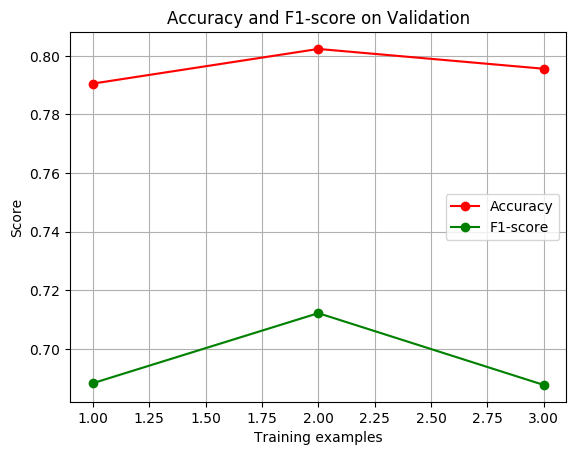 Accuracy and F1-score on Validation
0.80
0.78
0.76
0.74
0.72
0.70
Score
Accuracy
F1-score
1.00 1.25 1.50 1.75 2.00 2.25 2.50 2.75 3.00
Training examples